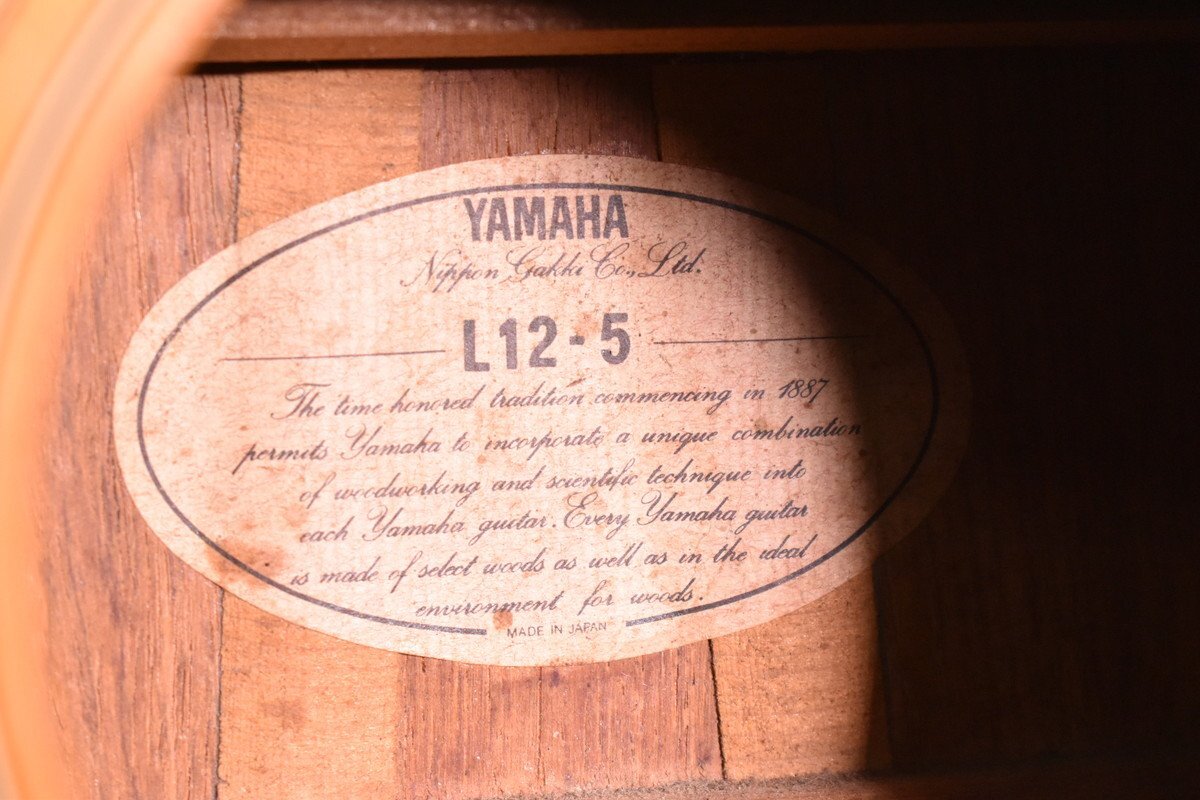 YAMAHA
Nippon Gakki Co., Ltd.
L12-5
The time honored tradition commencing in 1887
permits Yamaha to incorporate a unique combination
of woodworking and scientific technique into
each Yamaha guitar. Every Yamaha guitar
is made of select woods as well as in the ideal
environment for woods.
MADE IN JAPAN